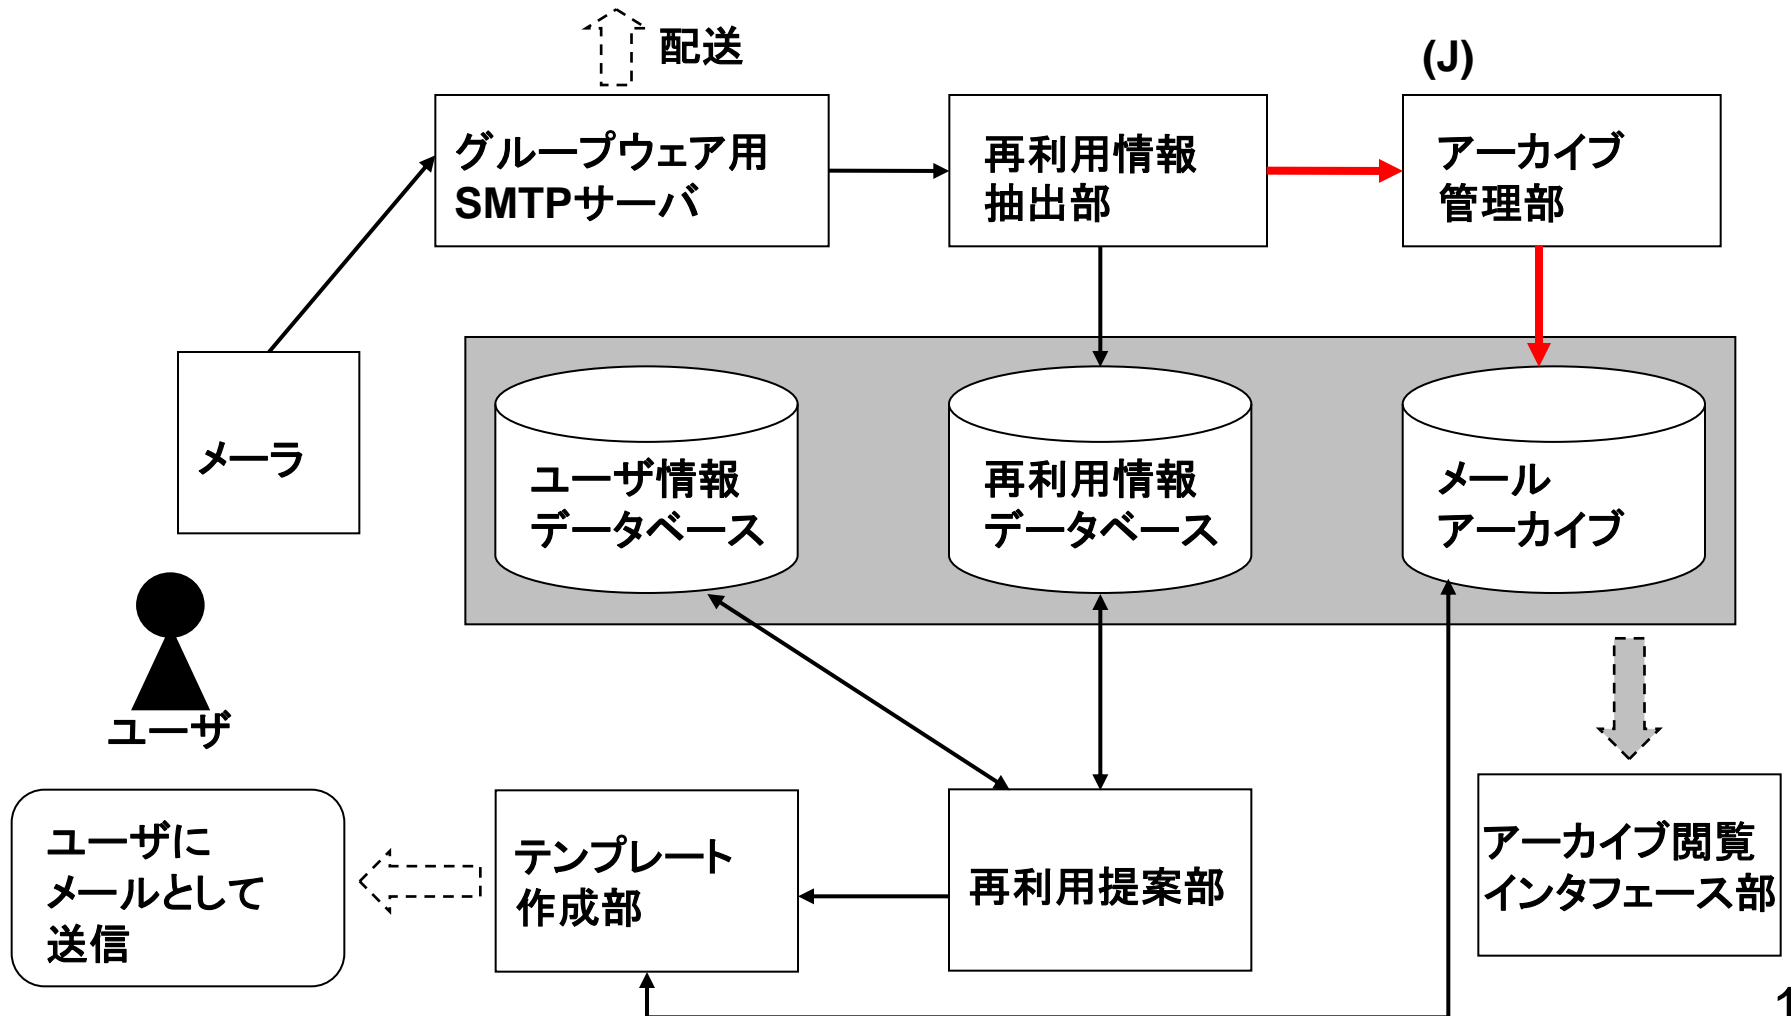 配送
(J)
グループウェア用
SMTPサーバ
再利用情報
抽出部
アーカイブ
管理部
メーラ
ユーザ情報
データベース
再利用情報
データベース
メール
アーカイブ
ユーザ
ユーザに
メールとして
送信
テンプレート
作成部
再利用提案部
アーカイブ閲覧
インタフェース部
1